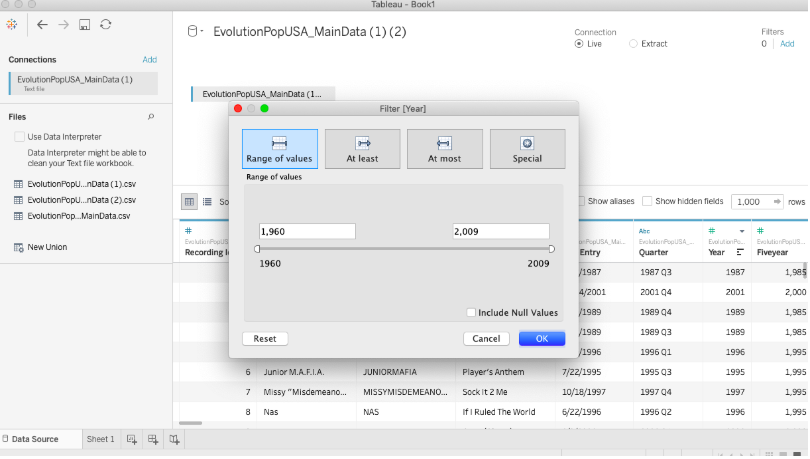 Tableau - Book1
EvolutionPopUSA_MainData (1) (2)
Connection
Live
Extract
Filters
0
Add
Connections
Add
EvolutionPopUSA_MainData (1)
Text file
Files
Use Data Interpreter
Data Interpreter might be able to
clean your Text file workbook.
EvolutionPopU...nData (1).csv
EvolutionPopU...nData (2).csv
EvolutionPop...MainData.csv
New Union
EvolutionPopUSA_MainData (1...
Filter [Year]
Range of values
At least
At most
Special
Range of values
1,960
2,009
1960
2009
Include Null Values
Reset
Cancel
OK
So
Show aliases
Show hidden fields
1,000
rows
# Abc # #
EvolutionPopUS... nPopUSA_Mai... EvolutionPopUSA_... EvolutionPo... EvolutionPopUS...
Entry Quarter Year Fiveyear
/1987 1987 Q3 1987 1,985
4/2001 2001 Q4 2001 2,000
/1989 1989 Q4 1989 1,985
/1989 1989 Q3 1989 1,985
/1996 1996 Q1 1996 1,995
6 Junior M.A.F.I.A. JUNIORMAFIA Player's Anthem 7/22/1995 1995 Q3 1995 1,995
7 Missy "Misdemeano... MISSYMISDEMEANO... Sock It 2 Me 10/18/1997 1997 Q4 1997 1,995
8 Nas NAS If I Ruled The World 6/22/1996 1996 Q2 1996 1,995
Data Source
Sheet 1